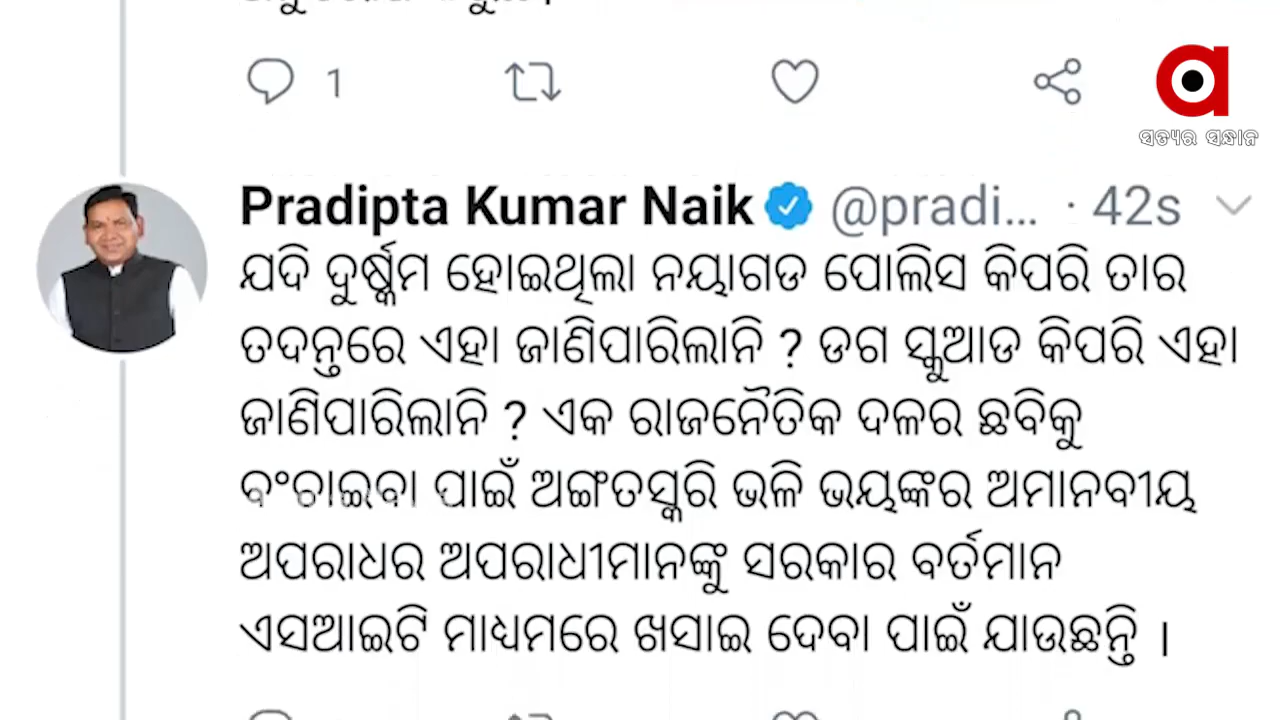 1
ସତ୍ୟର ସନ୍ଧାନ
Pradipta Kumar Naik @pradi... · 42s
ଯଦି ଦୁର୍ଷ୍କମ ହୋଇଥିଲା ନୟାଗଡ ପୋଲିସ କିପରି ତାର
ତଦନ୍ତରେ ଏହା ଜାଣିପାରିଲାନି ? ଡଗ ସ୍କୁଆଡ କିପରି ଏହା
ଜାଣିପାରିଲାନି ? ଏକ ରାଜନୈତିକ ଦଳର ଛବିକୁ
ବଂଚାଇବା ପାଇଁ ଅଙ୍ଗତସ୍କରି ଭଳି ଭୟଙ୍କର ଅମାନବୀୟ
ଅପରାଧର ଅପରାଧୀମାନଙ୍କୁ ସରକାର ବର୍ତମାନ
ଏସଆଇଟି ମାଧ୍ୟମରେ ଖସାଇ ଦେବା ପାଇଁ ଯାଉଛନ୍ତି ।